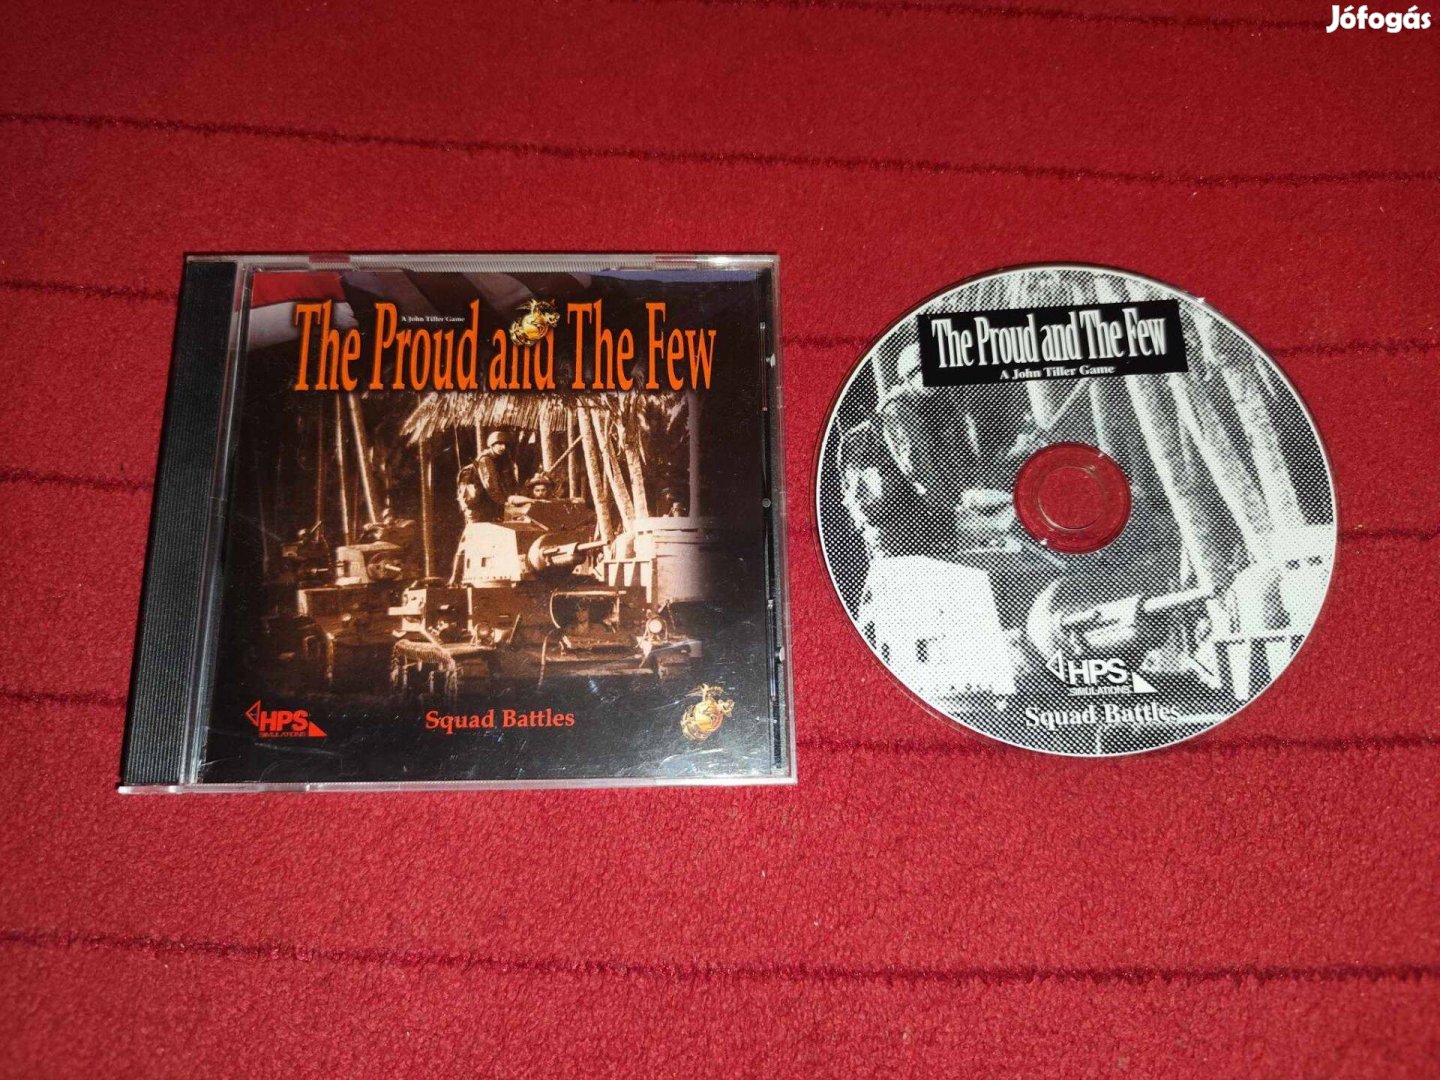 Jófogás
A John Tiller Game
The Proud and The Few
HPS
SIMULATIONS
Squad Battles
The Proud and The Few
A John Tiller Game
HPS
SIMULATIONS
Squad Battles